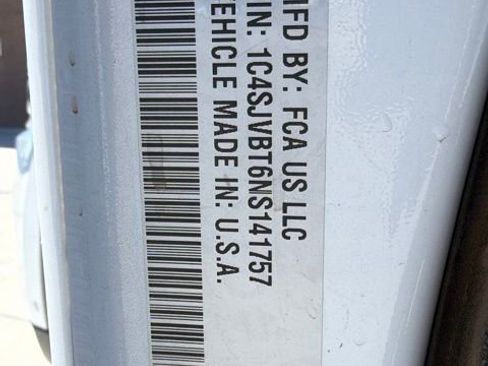 MFD BY: FCA US LLC
VIN: 1C4SJVBT6NS141757
VEHICLE MADE IN: U.S.A.